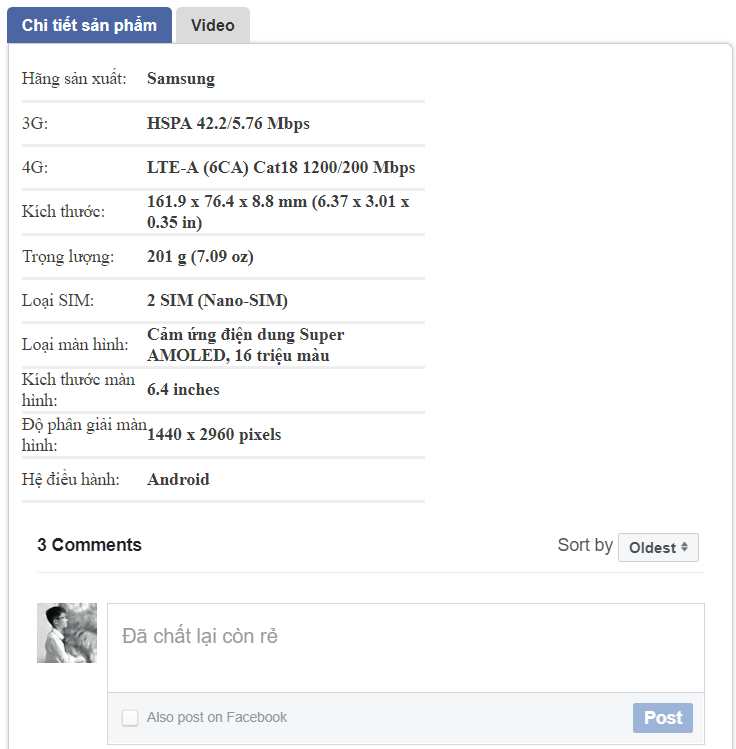 Chi tiết sản phẩm Video
Hãng sản xuất: Samsung
3G: HSPA 42.2/5.76 Mbps
4G: LTE-A (6CA) Cat18 1200/200 Mbps
Kích thước: 161.9 x 76.4 x 8.8 mm (6.37 x 3.01 x
0.35 in)
Trọng lượng: 201 g (7.09 oz)
Loại SIM: 2 SIM (Nano-SIM)
Loại màn hình: Cảm ứng điện dung Super
AMOLED, 16 triệu màu
Kích thước màn
hình: 6.4 inches
Độ phân giải màn
hình: 1440 x 2960 pixels
Hệ điều hành: Android
3 Comments Sort by Oldest
Đã chất lại còn rẻ
Also post on Facebook Post